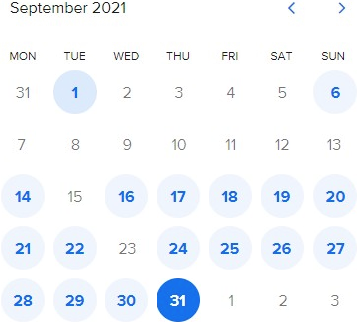 September 2021
MON TUE WED THU FRI SAT SUN
31 1 2 3 4 5 6
7 8 9 10 11 12 13
14 15 16 17 18 19 20
21 22 23 24 25 26 27
28 29 30 31 1 2 3